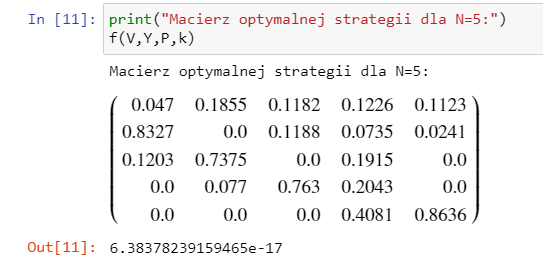 In [11]: print("Macierz optymalnej strategii dla N=5:")
f(V,Y,P,k)
Macierz optymalnej strategii dla N=5:
0.047 0.1855 0.1182 0.1226 0.1123
0.8327 0.0 0.1188 0.0735 0.0241
0.1203 0.7375 0.0 0.1915 0.0
0.0 0.077 0.763 0.2043 0.0
0.0 0.0 0.0 0.4081 0.8636
Out[11]: 6.38378239159465e-17